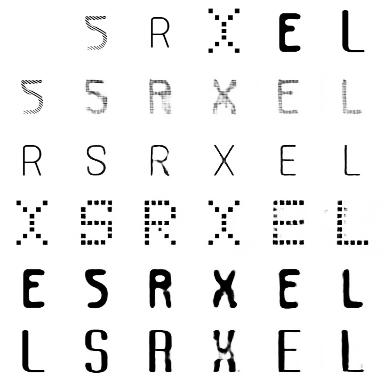 S R X E L
S S R X E L
R S R X E L
X S R X E L
E S R X E L
L S R X E L